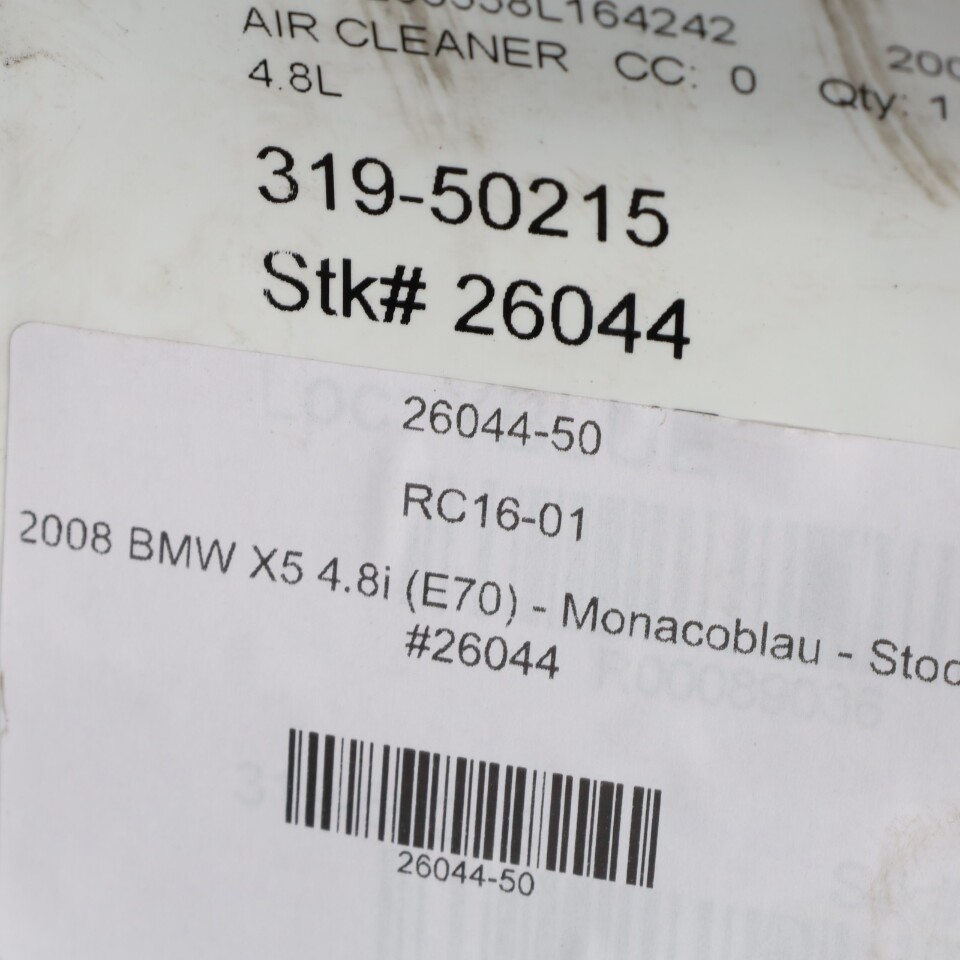 AIR CLEANER CC: 0 Qty: 1
4.8L
319-50215
Stk# 26044
26044-50
RC16-01
2008 BMW X5 4.8i (E70) - Monacoblau - Stoc
#26044
R00089036
26044-50